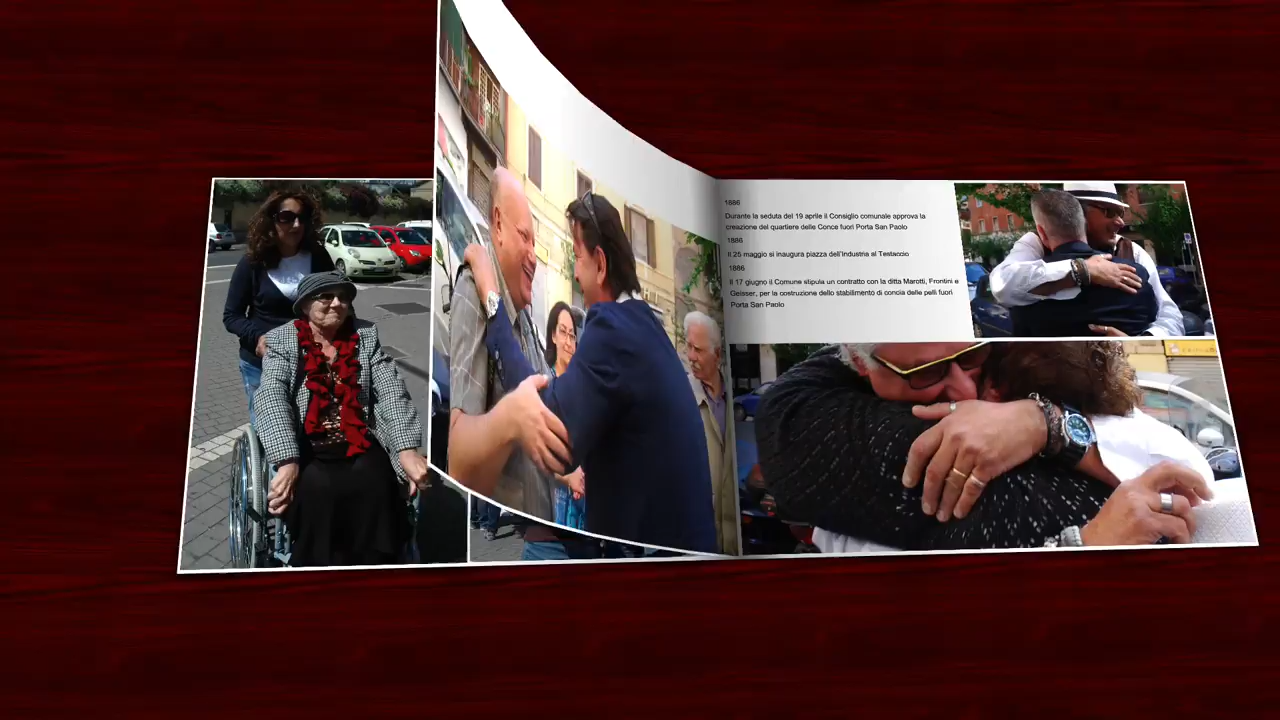 1886
Durante la seduta del 19 aprile il Consiglio comunale approva la
creazione del quartiere delle Conce fuori Porta San Paolo
1886
Il 25 maggio si inaugura piazza dell'Industria al Testaccio
1886
Il 17 giugno il Comune stipula un contratto con la ditta Marotti, Frontini e
Geisser, per la costruzione dello stabilimento di concia delle pelli fuori
Porta San Paolo